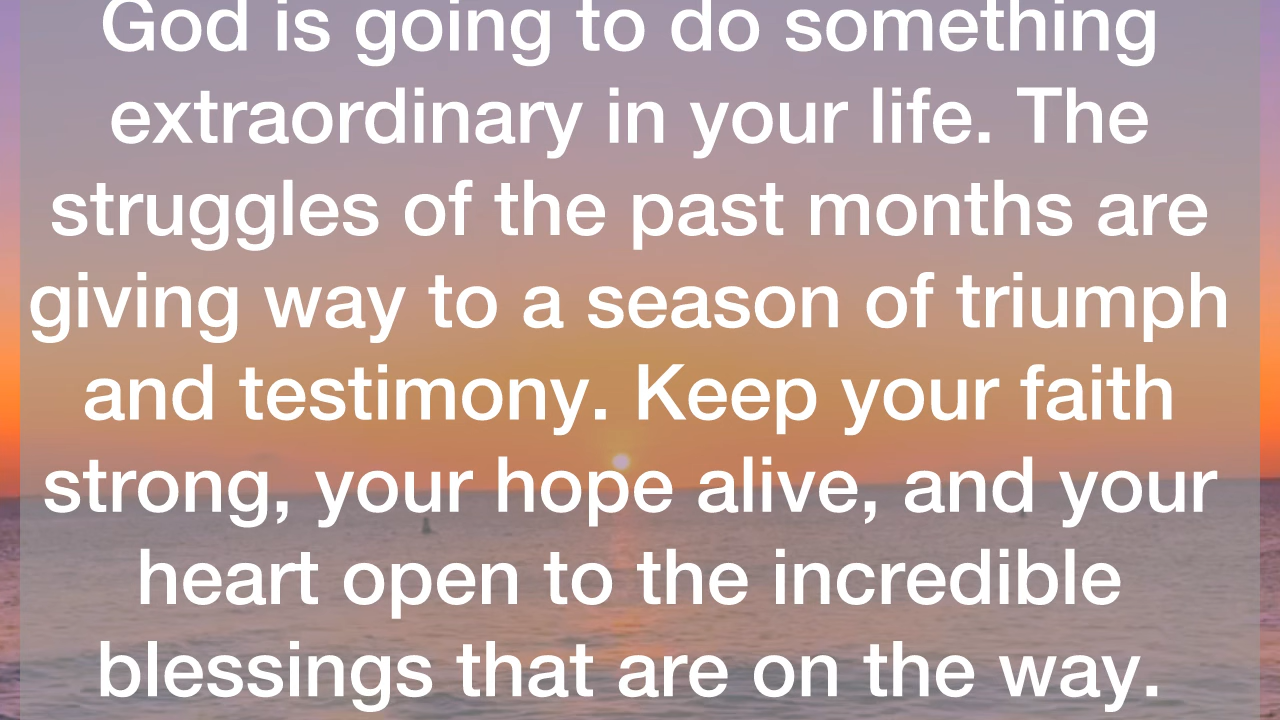 God is going to do something
extraordinary in your life. The
struggles of the past months are
giving way to a season of triumph
and testimony. Keep your faith
strong, your hope alive, and your
heart open to the incredible
blessings that are on the way.